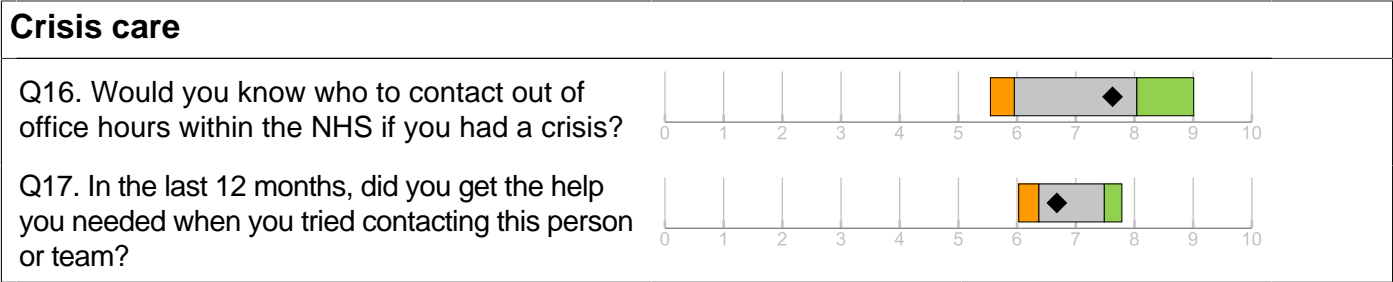 Crisis care
Q16. Would you know who to contact out of
office hours within the NHS if you had a crisis?
0 1 2 3 4 5 6 7 8 9 10
Q17. In the last 12 months, did you get the help
you needed when you tried contacting this person
or team?
0 1 2 3 4 5 6 7 8 9 10